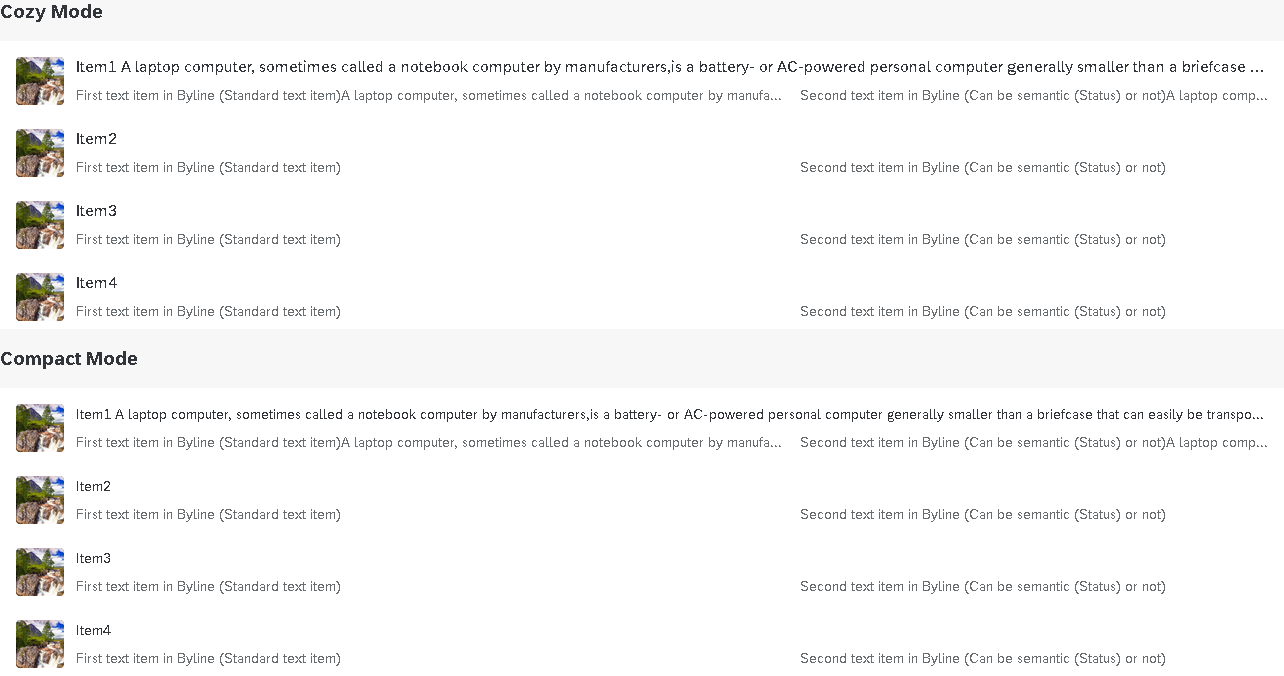 Cozy Mode
Item1 A laptop computer, sometimes called a notebook computer by manufacturers,is a battery- or AC-powered personal computer generally smaller than a briefcase ...
First text item in Byline (Standard text item)A laptop computer, sometimes called a notebook computer by manufa... Second text item in Byline (Can be semantic (Status) or not)A laptop comp...
Item2
First text item in Byline (Standard text item) Second text item in Byline (Can be semantic (Status) or not)
Item3
First text item in Byline (Standard text item) Second text item in Byline (Can be semantic (Status) or not)
Item4
First text item in Byline (Standard text item) Second text item in Byline (Can be semantic (Status) or not)
Compact Mode
Item1 A laptop computer, sometimes called a notebook computer by manufacturers,is a battery- or AC-powered personal computer generally smaller than a briefcase that can easily be transpo...
First text item in Byline (Standard text item)A laptop computer, sometimes called a notebook computer by manufa... Second text item in Byline (Can be semantic (Status) or not)A laptop comp...
Item2
First text item in Byline (Standard text item) Second text item in Byline (Can be semantic (Status) or not)
Item3
First text item in Byline (Standard text item) Second text item in Byline (Can be semantic (Status) or not)
Item4
First text item in Byline (Standard text item) Second text item in Byline (Can be semantic (Status) or not)